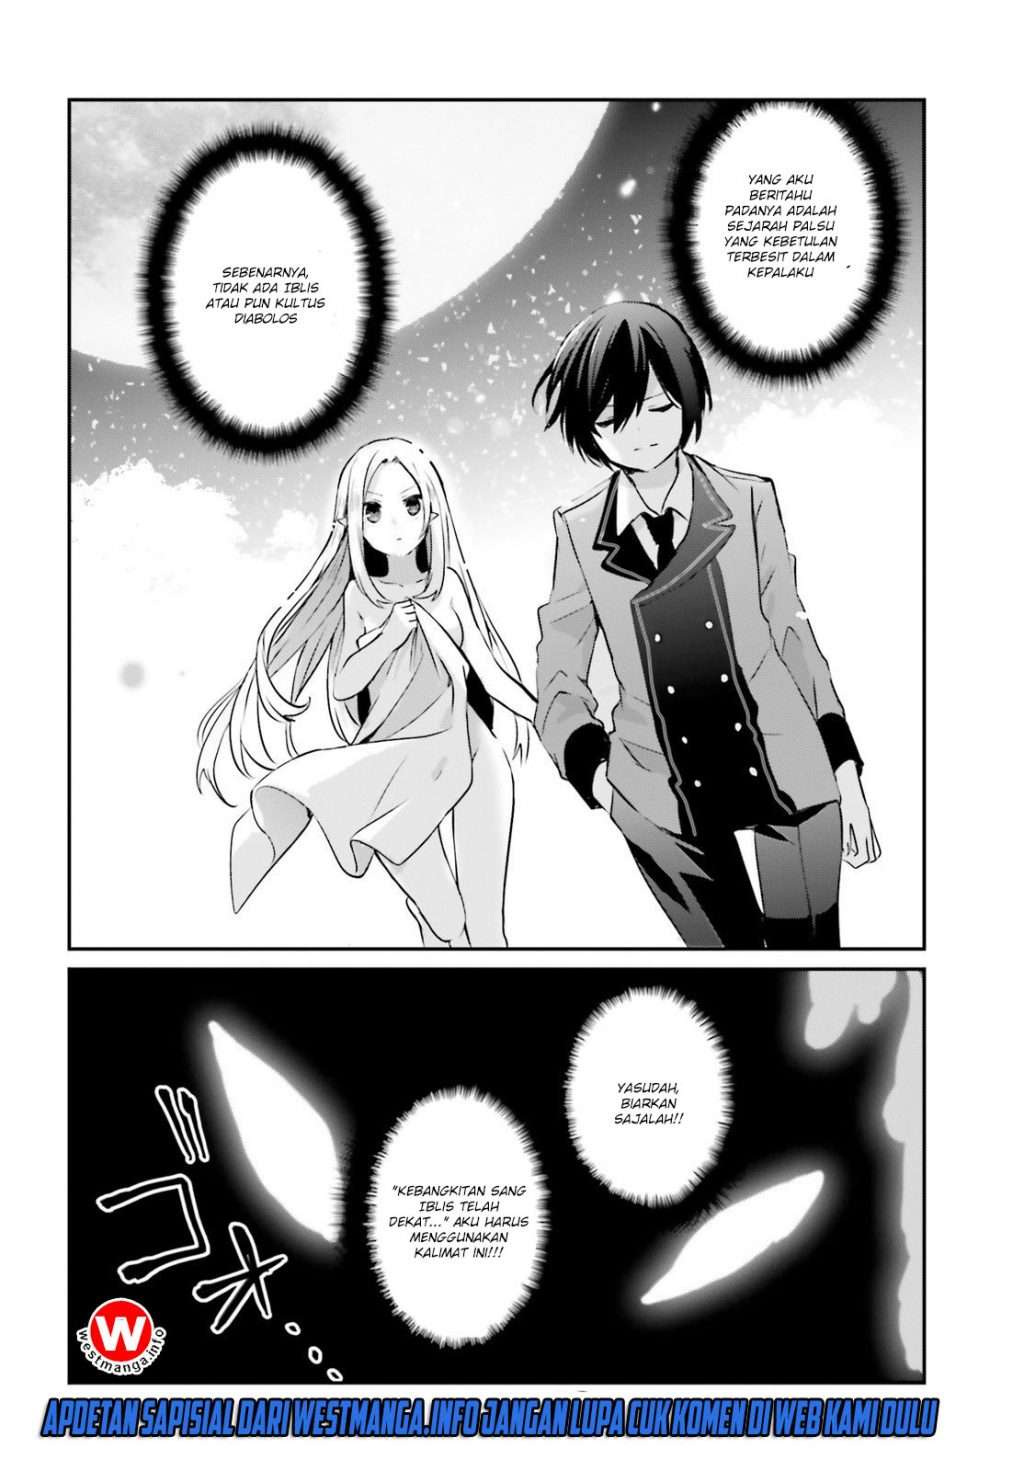 YANG AKU
BERITAHU
PADANYA ADALAH
SEJARAH PALSU
YANG KEBETULAN
TERBESIT DALAM
KEPALAKU
SEBENARNYA,
TIDAK ADA IBLIS
ATAU PUN KULTUS
DIABOLOS
YASUDAH,
BIARKAN
SAJALAH!!
"KEBANGKITAN SANG
IBLIS TELAH
DEKAT..." AKU HARUS
MENGGUNAKAN
KALIMAT INI!!!
ゴオ...
W
westmanga.info
APDETAN SAPISIAL DARI WESTMANGA.INFO JANGAN LUPA CUK KOMEN DI WEB KAMI DULU